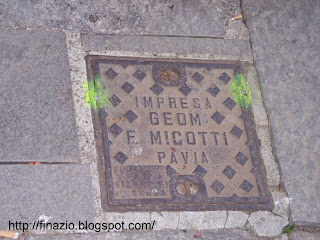 IMPRESA
GEOM.
F. MICOTTI
PAVIA
http://finazio.blogspot.com